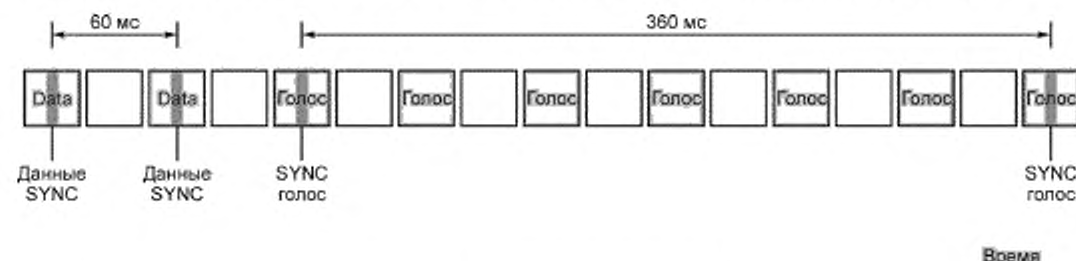 60 мс
360 мс
Data
Data
Голос
Голос
Голос
Голос
Голос
Голос
Голос
Данные
SYNC
Данные
SYNC
SYNC
голос
SYNC
голос
Время